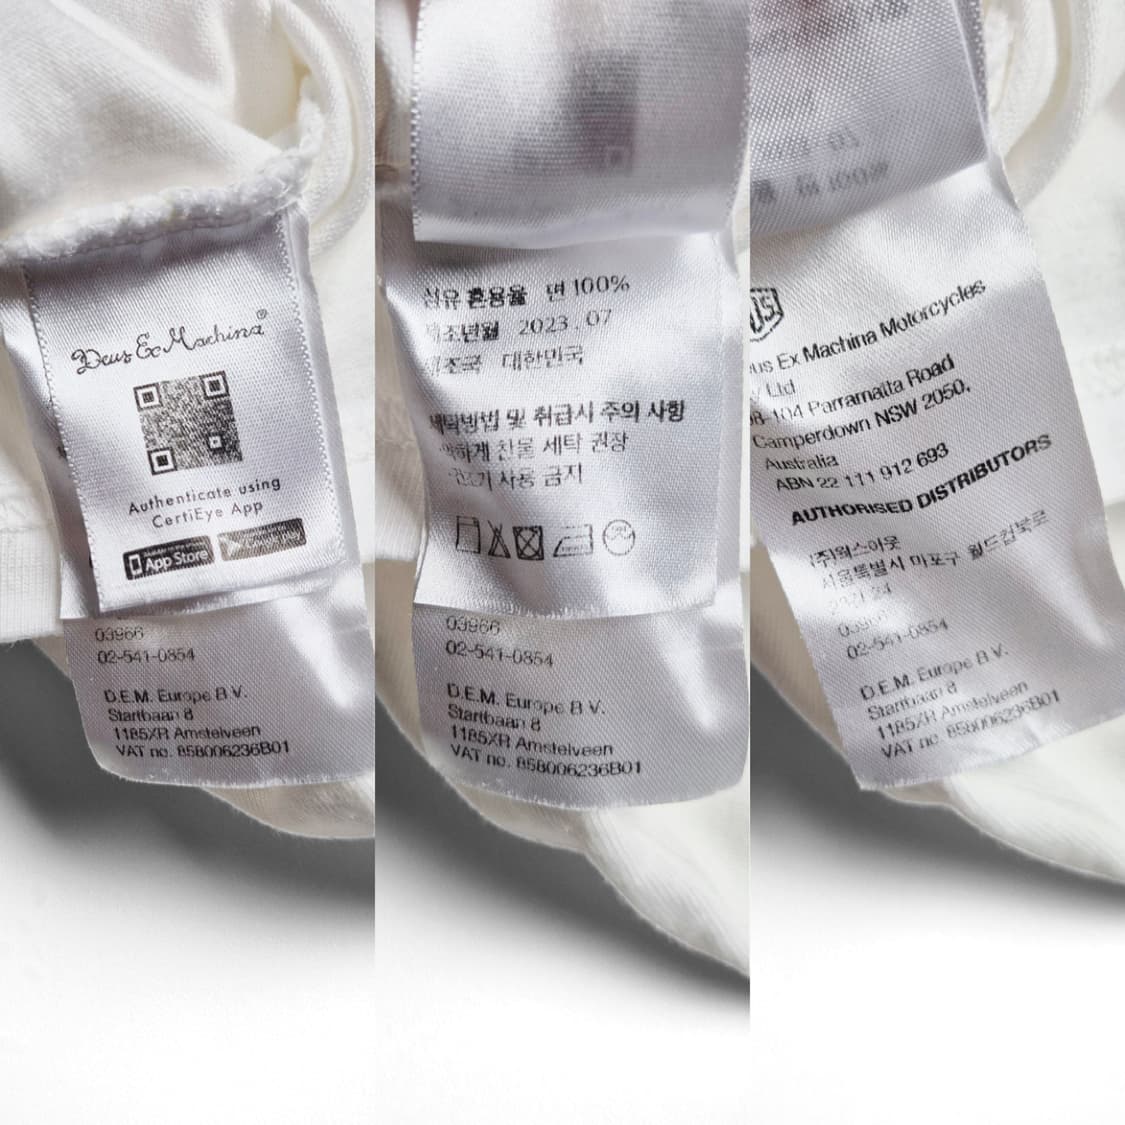 Deus Ex Machina®
Authenticate using
CertiEye App
App Store
03966
02-541-0854
D.E.M. Europe B.V.
Startbaan 8
1185XR Amstelveen
VAT no. 858006236B01
섬유 혼용율 면 100%
제조년월 2023.07
제조국 대한민국
세탁방법 및 취급시 주의 사항
약하게 찬물 세탁 권장
건조기 사용 금지
03966
02-541-0854
D.E.M. Europe B.V.
Startbaan 8
1185XR Amstelveen
VAT no. 858006236B01
us Ex Machina Motorcycles
y Ltd
8-104 Parramatta Road
Camperdown NSW 2050,
Australia
ABN 22 111 912 693
AUTHORISED DISTRIBUTORS
(주)웍스아웃
서울특별시 마포구 월드컵북로
24
03966
02-541-0854
D.E.M. Europe B.V.
Startbaan 8
1185XR Amstelveen
VAT no. 858006236B01